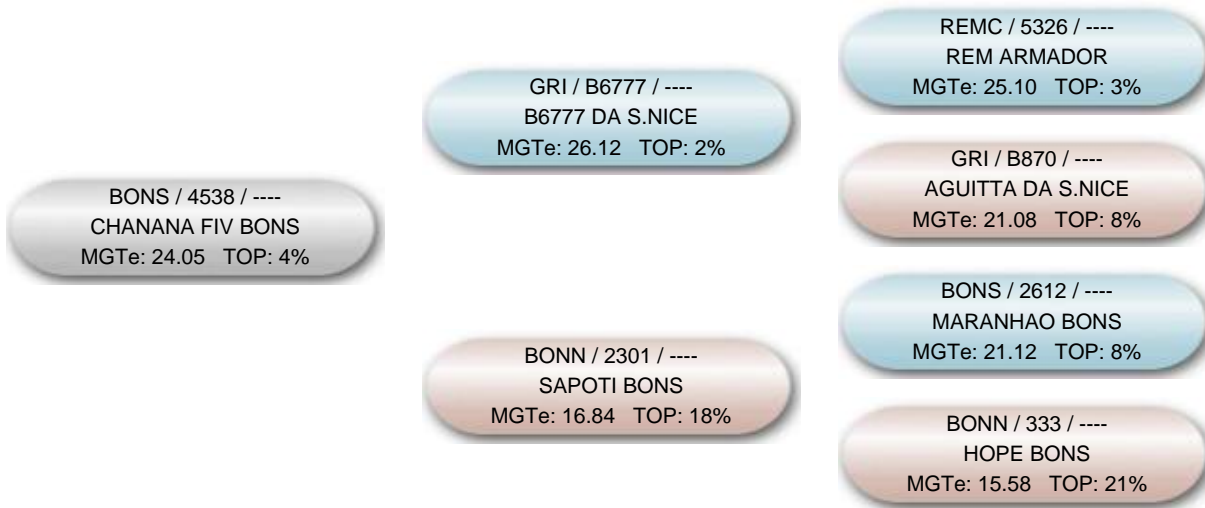 BONS / 4538 / ----
CHANANA FIV BONS
MGTe: 24.05 TOP: 4%
GRI / B6777 / ----
B6777 DA S.NICE
MGTe: 26.12 TOP: 2%
BONN / 2301 / ----
SAPOTI BONS
MGTe: 16.84 TOP: 18%
REMC / 5326 / ----
REM ARMADOR
MGTe: 25.10 TOP: 3%
GRI / B870 / ----
AGUITTA DA S.NICE
MGTe: 21.08 TOP: 8%
BONS / 2612 / ----
MARANHAO BONS
MGTe: 21.12 TOP: 8%
BONN / 333 / ----
HOPE BONS
MGTe: 15.58 TOP: 21%